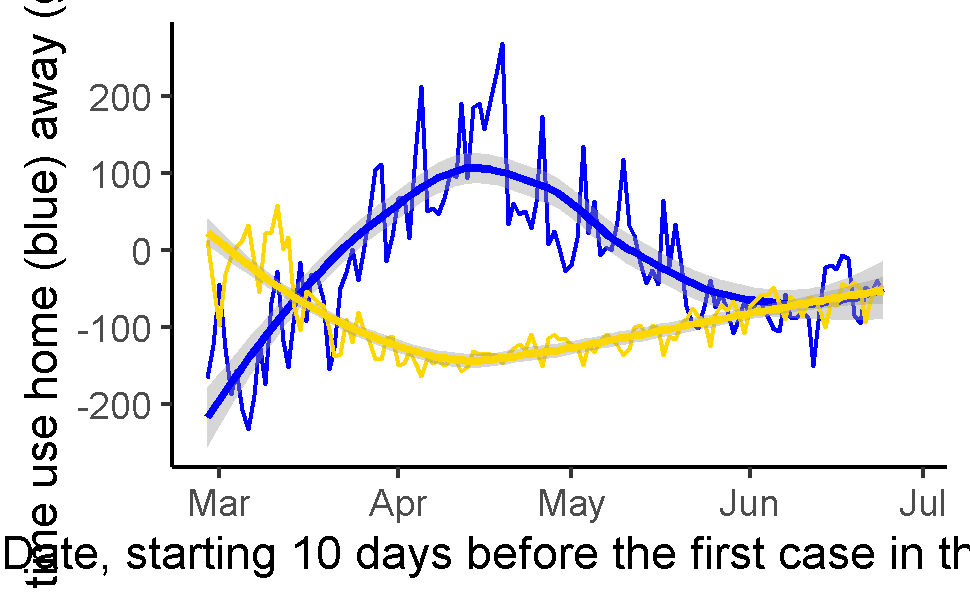 time use home (blue) away (
200
100
0
-100
-200
Mar Apr May Jun Jul
Date, starting 10 days before the first case in th